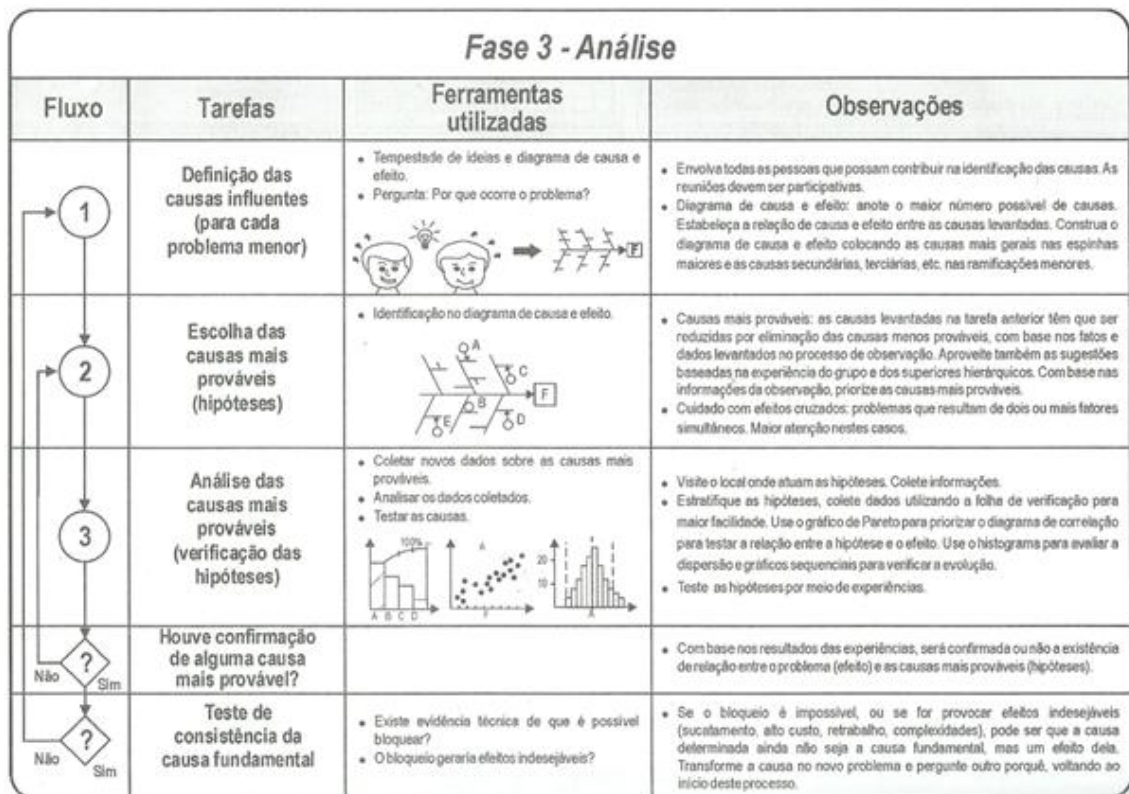 Fase 3 - Análise
Fluxo
Tarefas
Ferramentas
utilizadas
Observações
1
Definição das
causas influentes
(para cada
problema menor)
• Tempestade de ideias e diagrama de causa e
efeito.
• Pergunta: Por que ocorre o problema?
F
• Envolva todas as pessoas que possam contribuir na identificação das causas. As
reuniões devem ser participativas.
• Diagrama de causa e efeito: anote o maior número possível de causas.
Estabeleça a relação de causa e efeito entre as causas levantadas. Construa o
diagrama de causa e efeito colocando as causas mais gerais nas espinhas
maiores e as causas secundárias, terciárias, etc. nas ramificações menores.
2
Escolha das
causas mais
prováveis
(hipóteses)
• Identificação no diagrama de causa e efeito.
A
C
B
F
E
D
• Causas mais prováveis: as causas levantadas na tarefa anterior têm que ser
reduzidas por eliminação das causas menos prováveis, com base nos fatos e
dados levantados no processo de observação. Aproveite também as sugestões
baseadas na experiência do grupo e dos superiores hierárquicos. Com base nas
informações da observação, priorize as causas mais prováveis.
• Cuidado com efeitos cruzados: problemas que resultam de dois ou mais fatores
simultâneos. Maior atenção nestes casos.
3
Análise das
causas mais
prováveis
(verificação das
hipóteses)
• Coletar novos dados sobre as causas mais
prováveis.
• Analisar os dados coletados.
• Testar as causas.
100%
A B C D
A
F
20
10
A
• Visite o local onde atuam as hipóteses. Colete informações.
• Estratifique as hipóteses, colete dados utilizando a folha de verificação para
maior facilidade. Use o gráfico de Pareto para priorizar o diagrama de correlação
para testar a relação entre a hipótese e o efeito. Use o histograma para avaliar a
dispersão e gráficos sequenciais para verificar a evolução.
• Teste as hipóteses por meio de experiências.
?
Não
Sim
Houve confirmação
de alguma causa
mais provável?
• Com base nos resultados das experiências, será confirmada ou não a existência
de relação entre o problema (efeito) e as causas mais prováveis (hipóteses).
?
Não
Sim
Teste de
consistência da
causa fundamental
• Existe evidência técnica de que é possível
bloquear?
• O bloqueio geraria efeitos indesejáveis?
• Se o bloqueio é impossível, ou se for provocar efeitos indesejáveis
(sucatamento, alto custo, retrabalho, complexidades), pode ser que a causa
determinada ainda não seja a causa fundamental, mas um efeito dela.
Transforme a causa no novo problema e pergunte outro porquê, voltando ao
início deste processo.